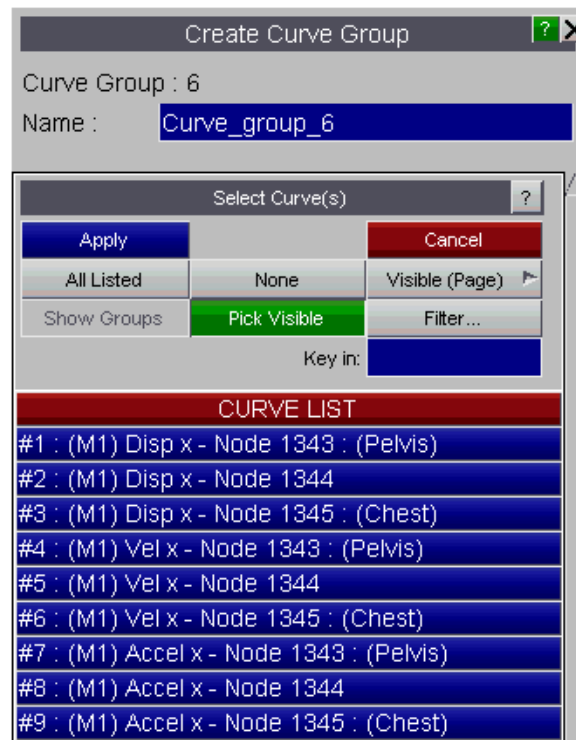 Create Curve Group ? X
Curve Group : 6
Name : Curve_group_6
Select Curve(s) ?
Apply Cancel
All Listed None Visible (Page)
Show Groups Pick Visible Filter...
Key in:
CURVE LIST
#1 : (M1) Disp x - Node 1343 : (Pelvis)
#2 : (M1) Disp x - Node 1344
#3 : (M1) Disp x - Node 1345 : (Chest)
#4 : (M1) Vel x - Node 1343 : (Pelvis)
#5 : (M1) Vel x - Node 1344
#6 : (M1) Vel x - Node 1345 : (Chest)
#7 : (M1) Accel x - Node 1343 : (Pelvis)
#8 : (M1) Accel x - Node 1344
#9 : (M1) Accel x - Node 1345 : (Chest)